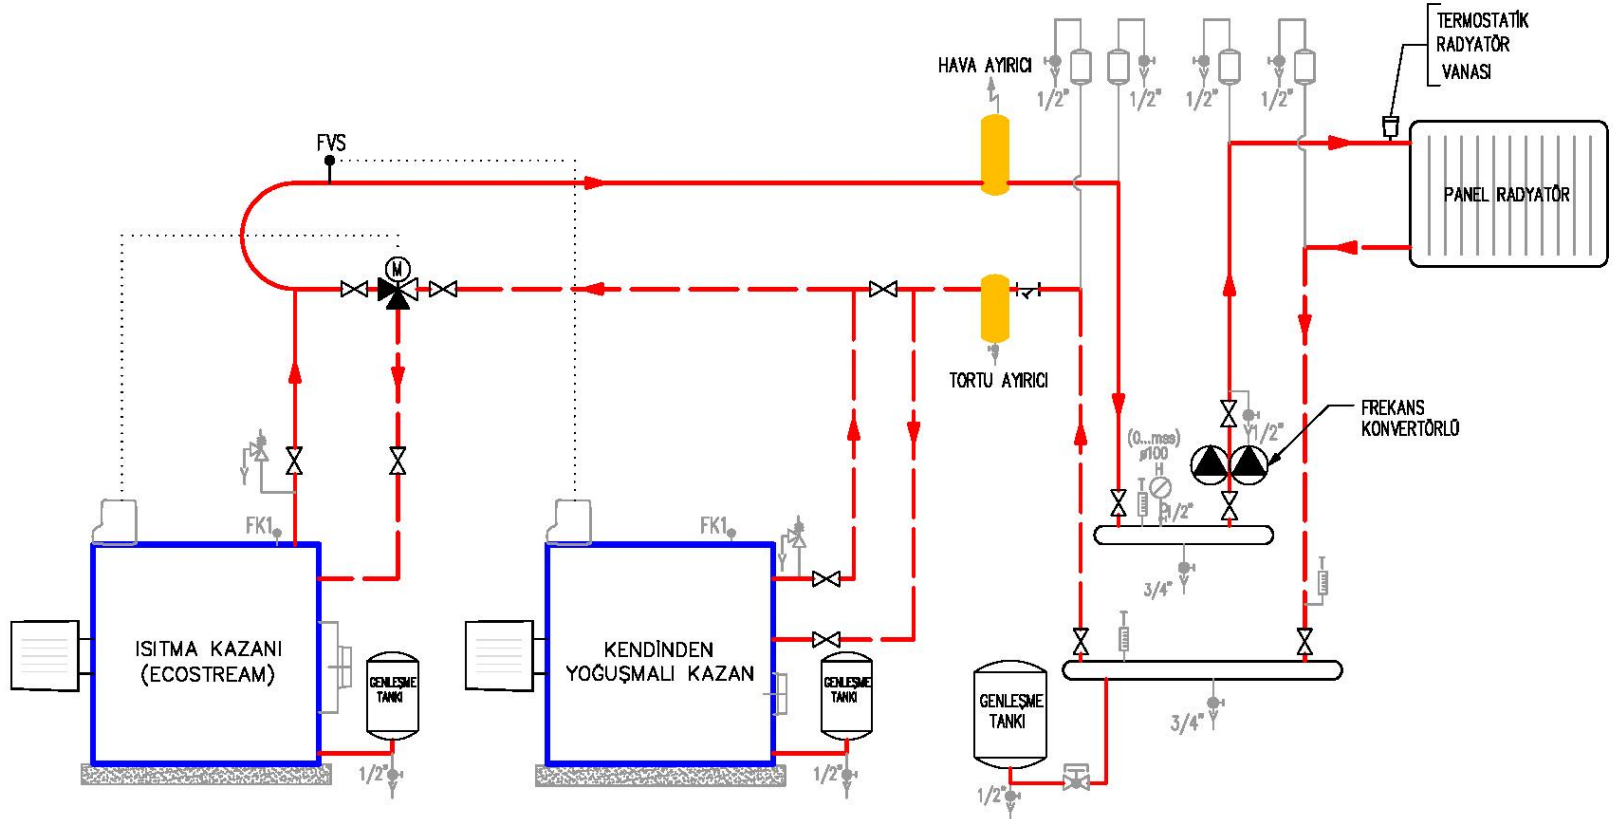 TERMOSTATİK
RADYATÖR
VANASI
HAVA AYIRICI
1/2"
1/2"
1/2"
1/2"
FVS
PANEL RADYATÖR
M
TORTU AYIRICI
FREKANS
KONVERTÖRLÜ
(0...mss)
ø100
H
1/2"
T
1/2"
FK1
FK1
T
3/4"
T
ISITMA KAZANI
(ECOSTREAM)
KENDİNDEN
YOĞUŞMALI KAZAN
GENLEŞME
TANKI
GENLEŞME
TANKI
GENLEŞME
TANKI
3/4"
1/2"
1/2"
1/2"